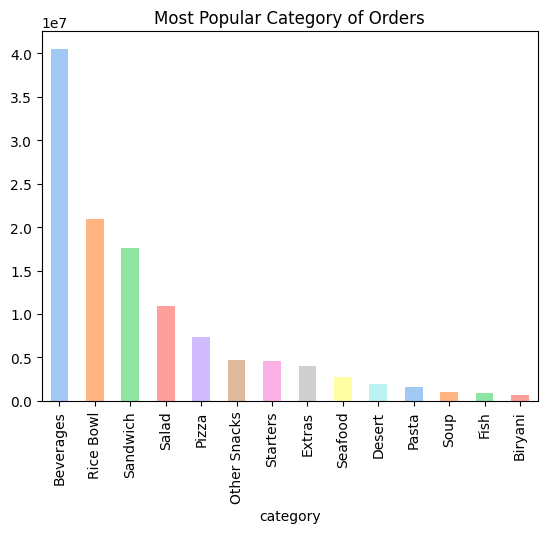 Most Popular Category of Orders
1e7
4.0
3.5
3.0
2.5
2.0
1.5
1.0
0.5
0.0
Beverages
Rice Bowl
Sandwich
Salad
Pizza
Other Snacks
Starters
Extras
Seafood
Desert
Pasta
Soup
Fish
Biryani
category